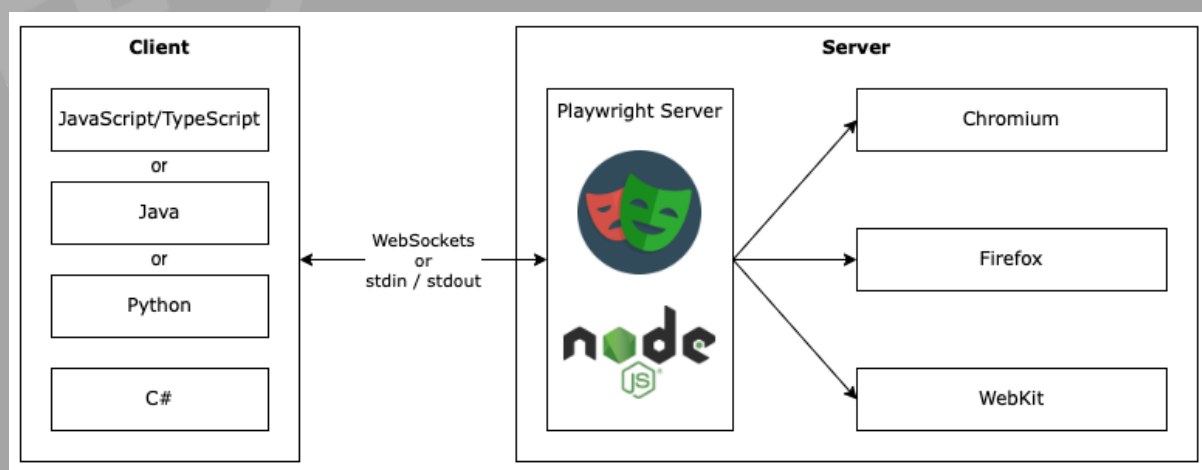 Client
JavaScript/TypeScript
or
Java
or
Python
C#
WebSockets
or
stdin / stdout
Server
Playwright Server
node
JS
Chromium
Firefox
WebKit